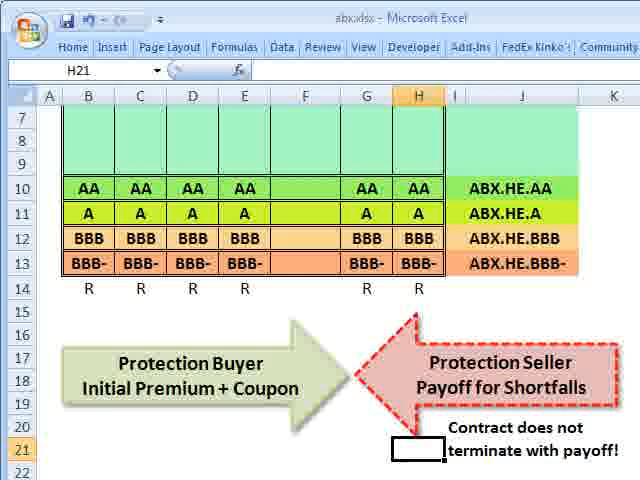 abx.xlsx - Microsoft Excel
Home Insert Page Layout Formulas Data Review View Developer Add-Ins FedEx Kinko's Community
H21 fx
A B C D E F G H I J K
7
8
9
10 AA AA AA AA AA AA ABX.HE.AA
11 A A A A A A ABX.HE.A
12 BBB BBB BBB BBB BBB BBB ABX.HE.BBB
13 BBB- BBB- BBB- BBB- BBB- BBB- ABX.HE.BBB-
14 R R R R R R
15
16
17
18
19
20
21
22
Protection Buyer
Initial Premium + Coupon
Protection Seller
Payoff for Shortfalls
Contract does not
terminate with payoff!